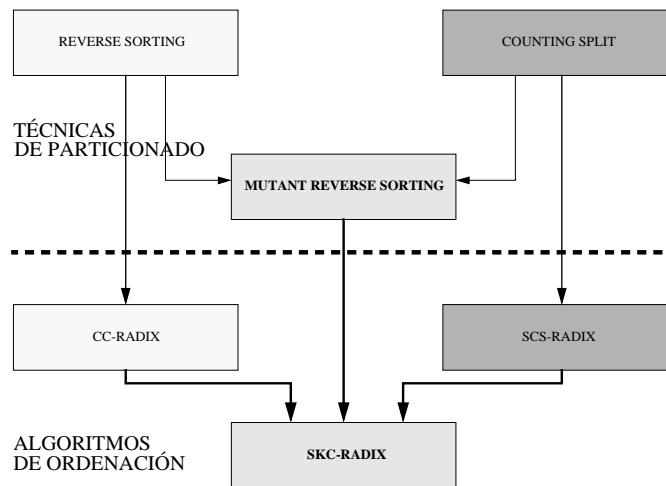 REVERSE SORTING
COUNTING SPLIT
TÉCNICAS
DE PARTICIONADO
MUTANT REVERSE SORTING
CC-RADIX
SCS-RADIX
ALGORITMOS
DE ORDENACIÓN
SKC-RADIX